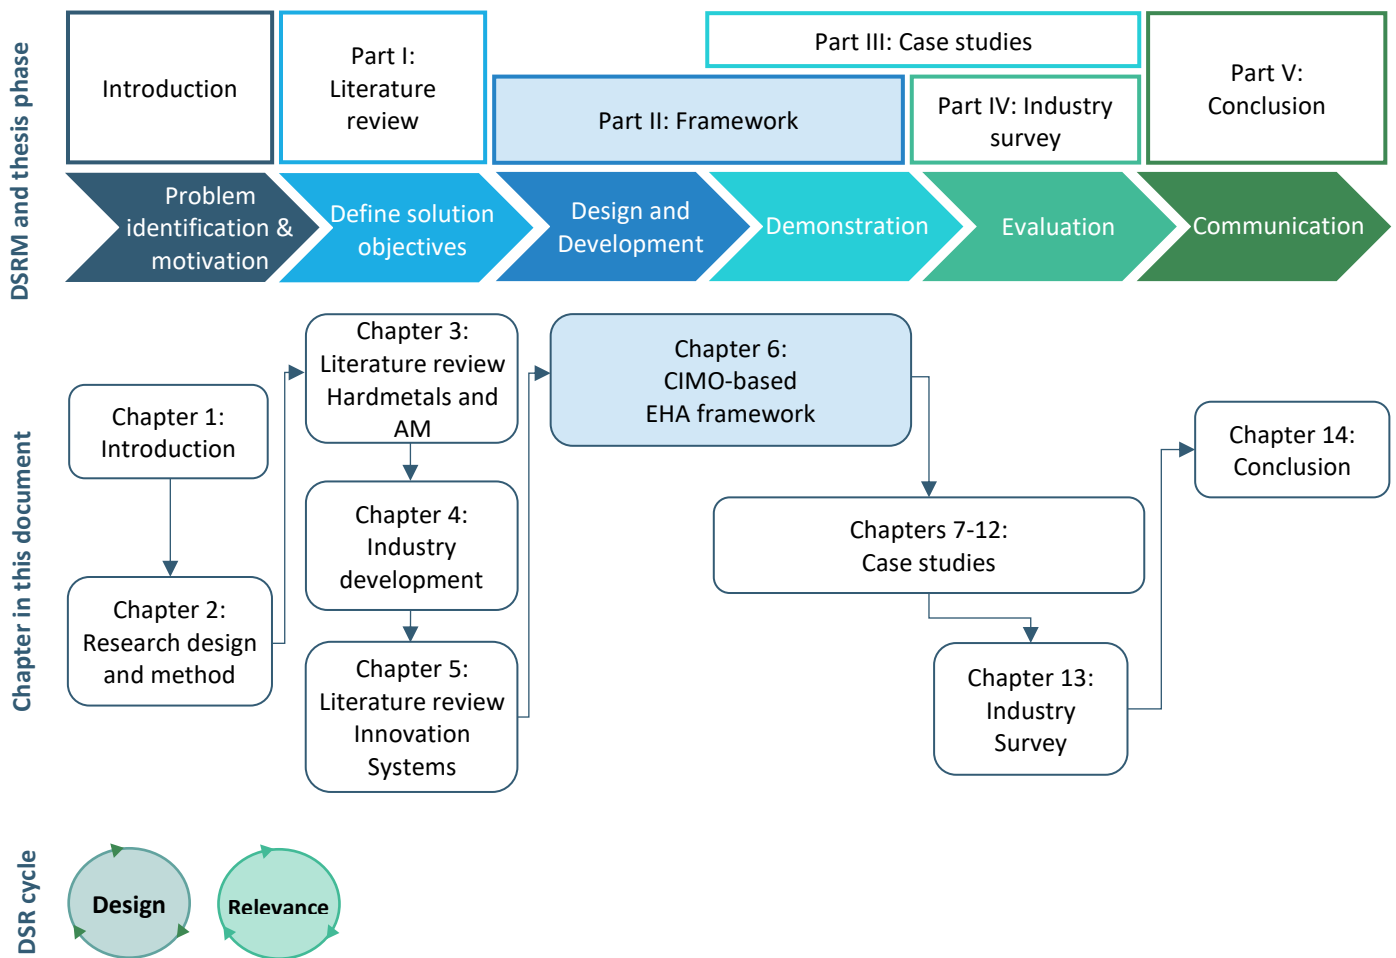 DSRM and thesis phase
Introduction
Part I:
Literature
review
Part II: Framework
Part III: Case studies
Part IV: Industry
survey
Part V:
Conclusion
Problem
identification &
motivation
Define solution
objectives
Design and
Development
Demonstration
Evaluation
Communication
Chapter in this document
Chapter 1:
Introduction
Chapter 2:
Research design
and method
Chapter 3:
Literature review
Hardmetals and
AM
Chapter 4:
Industry
development
Chapter 5:
Literature review
Innovation
Systems
Chapter 6:
CIMO-based
EHA framework
Chapters 7-12:
Case studies
Chapter 13:
Industry
Survey
Chapter 14:
Conclusion
DSR cycle
Design
Relevance